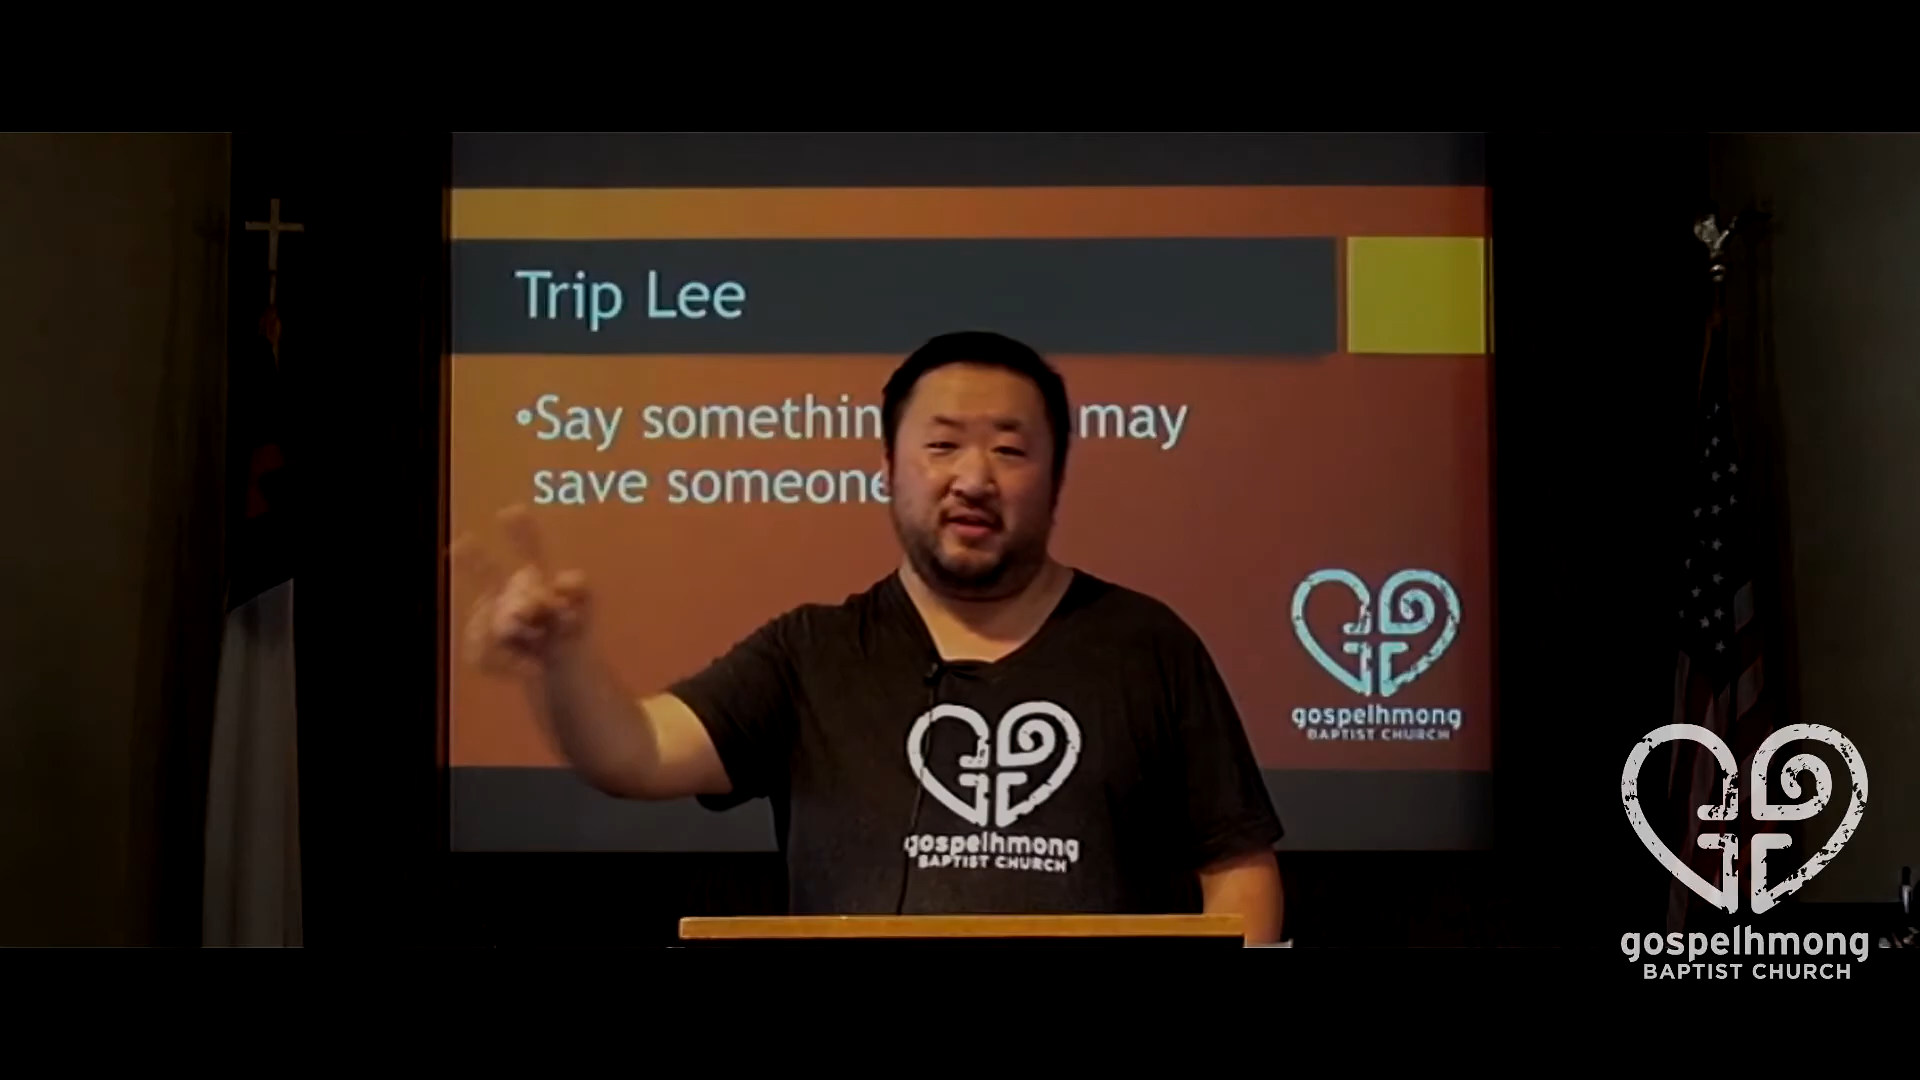 Trip Lee
•Say somethin may
save someone
gospelhmong
BAPTIST CHURCH
gospelhmong
BAPTIST CHURCH
gospelhmong
BAPTIST CHURCH